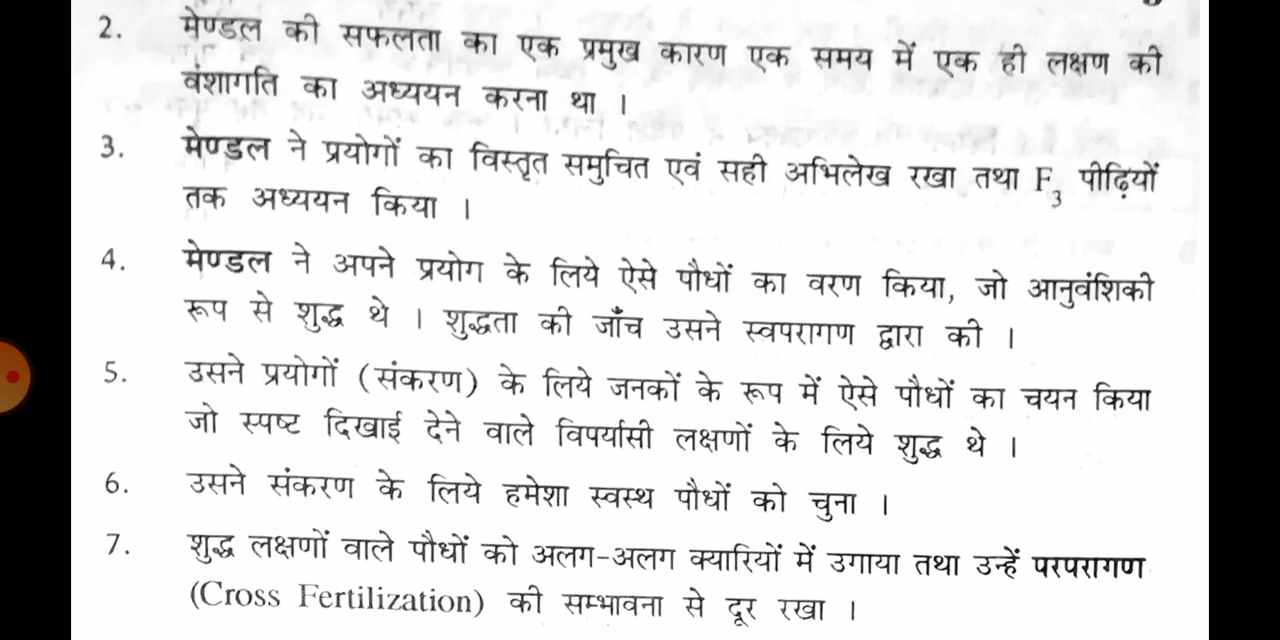 2. मेण्डल की सफलता का एक प्रमुख कारण एक समय में एक ही लक्षण की
वंशागति का अध्ययन करना था ।
3. मेण्डल ने प्रयोगों का विस्तृत समुचित एवं सही अभिलेख रखा तथा F₃ पीढ़ियों
तक अध्ययन किया ।
4. मेण्डल ने अपने प्रयोग के लिये ऐसे पौधों का वरण किया, जो आनुवंशिकी
रूप से शुद्ध थे । शुद्धता की जाँच उसने स्वपरागण द्वारा की ।
5. उसने प्रयोगों (संकरण) के लिये जनकों के रूप में ऐसे पौधों का चयन किया
जो स्पष्ट दिखाई देने वाले विपर्यासी लक्षणों के लिये शुद्ध थे ।
6. उसने संकरण के लिये हमेशा स्वस्थ पौधों को चुना ।
7. शुद्ध लक्षणों वाले पौधों को अलग-अलग क्यारियों में उगाया तथा उन्हें परपरागण
(Cross Fertilization) की सम्भावना से दूर रखा ।